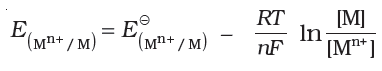 E(Mⁿ⁺/M) = E⊖(Mⁿ⁺/M) – RT/nF ln [M]/[Mⁿ⁺]